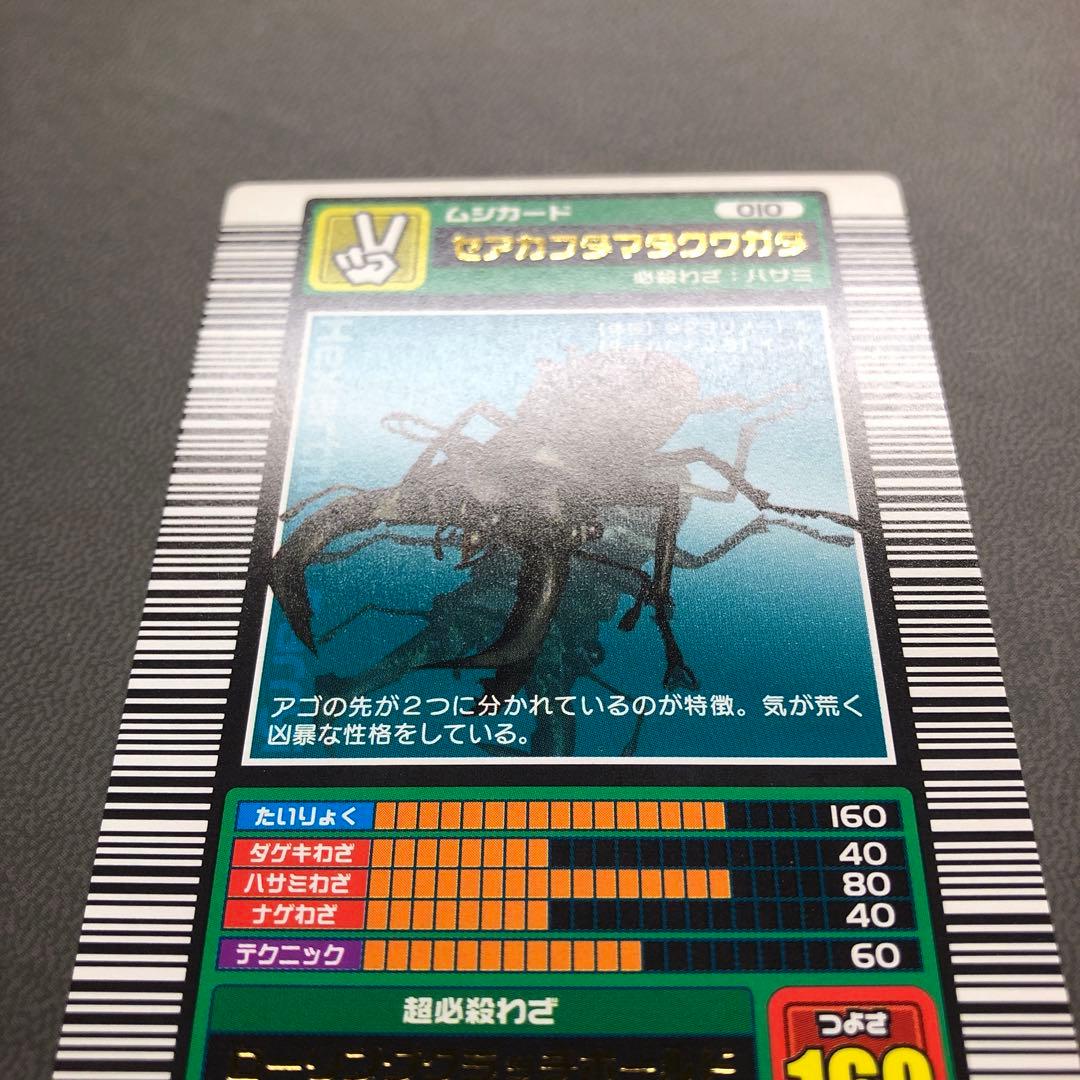 ムシカード
010
セアカフタマタクワガタ
必殺わざ：ハサミ
アゴの先が２つに分かれているのが特徴。気が荒く
凶暴な性格をしている。
たいりょく 160
ダゲキわざ 40
ハサミわざ 80
ナゲわざ 40
テクニック 60
超必殺わざ
つよさ
160